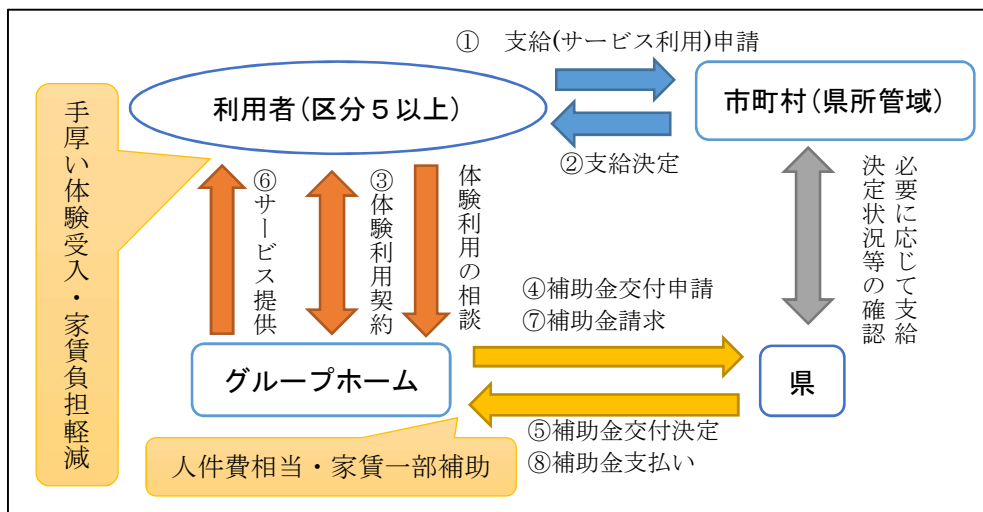 ① 支給(サービス利用)申請
利用者(区分５以上)
市町村(県所管域)
②支給決定
手厚い体験受入・家賃負担軽減
⑥サービス提供
③体験利用契約
体験利用の相談
必要に応じて支給
決定状況等の確認
④補助金交付申請
⑦補助金請求
グループホーム
県
⑤補助金交付決定
⑧補助金支払い
人件費相当・家賃一部補助